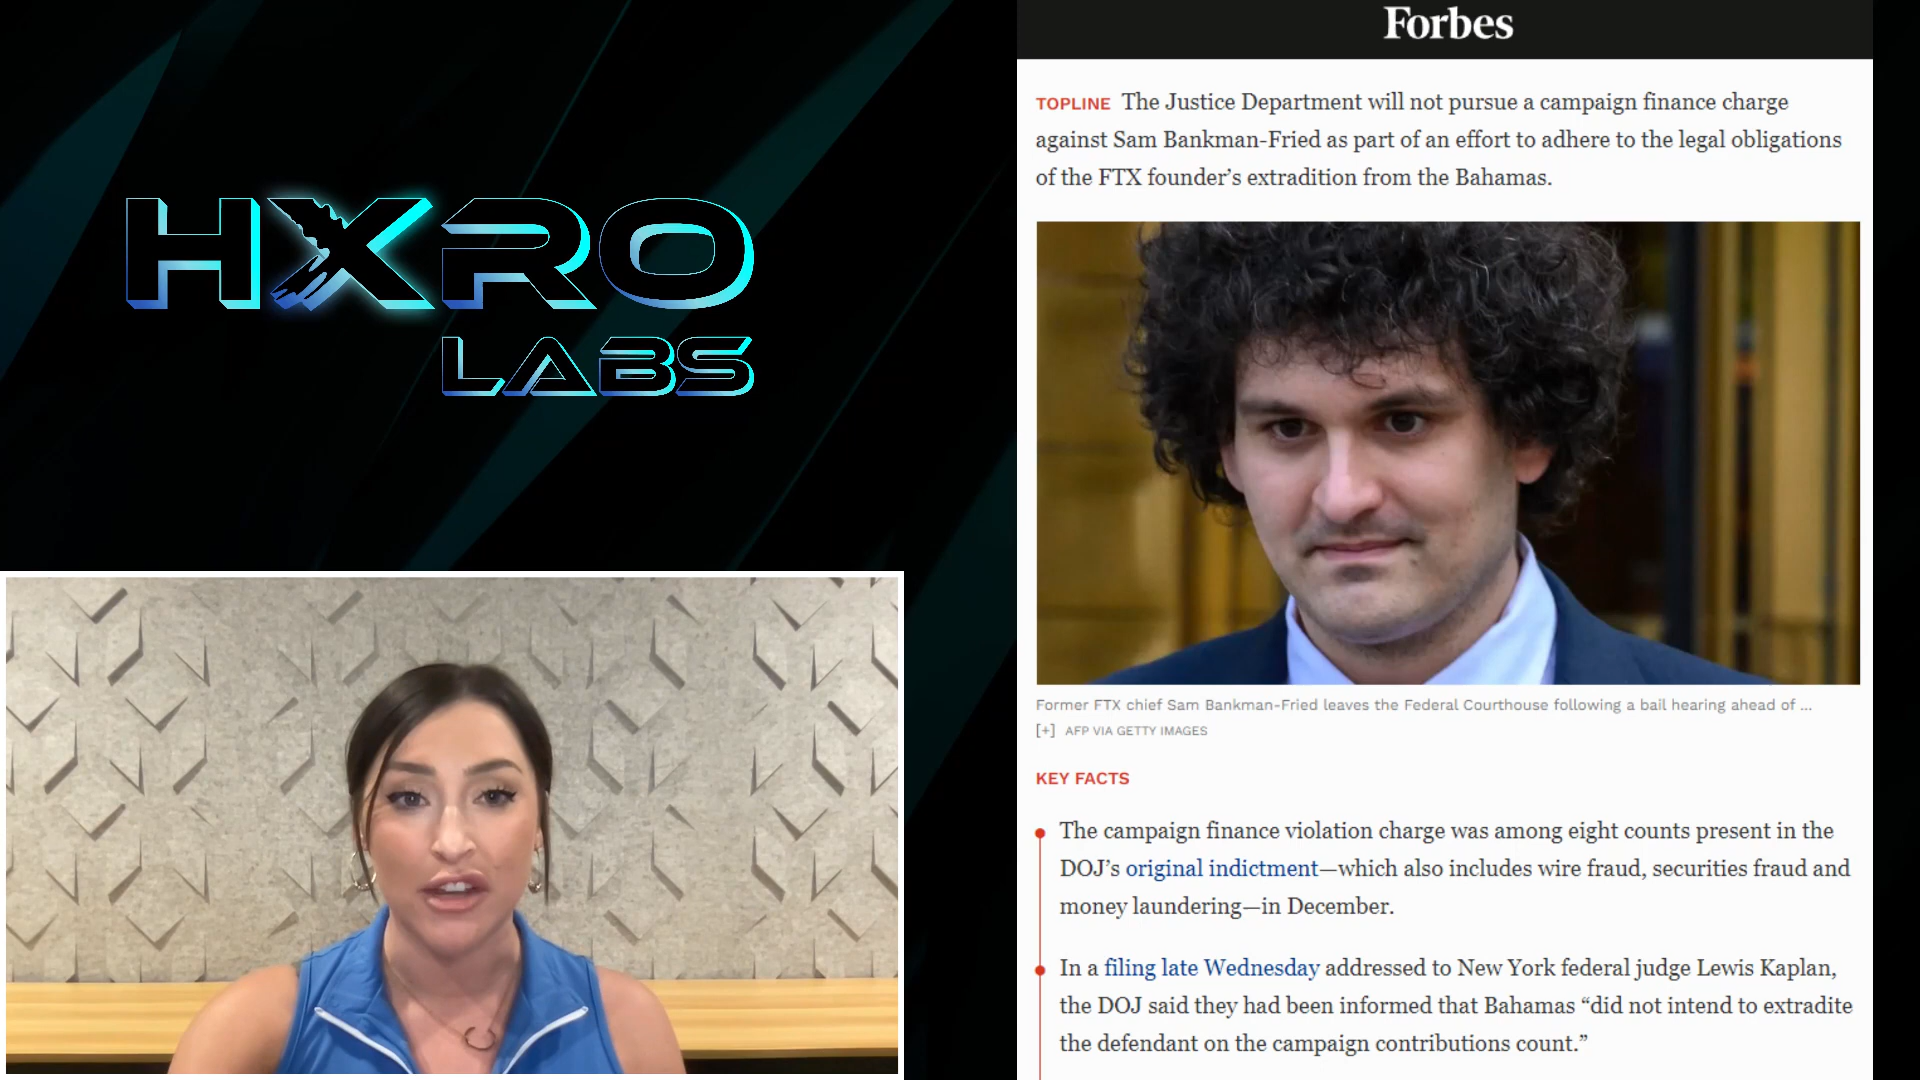 HXRO
LABS
Forbes
TOPLINE The Justice Department will not pursue a campaign finance charge
against Sam Bankman-Fried as part of an effort to adhere to the legal obligations
of the FTX founder’s extradition from the Bahamas.
Former FTX chief Sam Bankman-Fried leaves the Federal Courthouse following a bail hearing ahead of ...
[+] AFP VIA GETTY IMAGES
KEY FACTS
The campaign finance violation charge was among eight counts present in the
DOJ’s original indictment—which also includes wire fraud, securities fraud and
money laundering—in December.
In a filing late Wednesday addressed to New York federal judge Lewis Kaplan,
the DOJ said they had been informed that Bahamas “did not intend to extradite
the defendant on the campaign contributions count.”